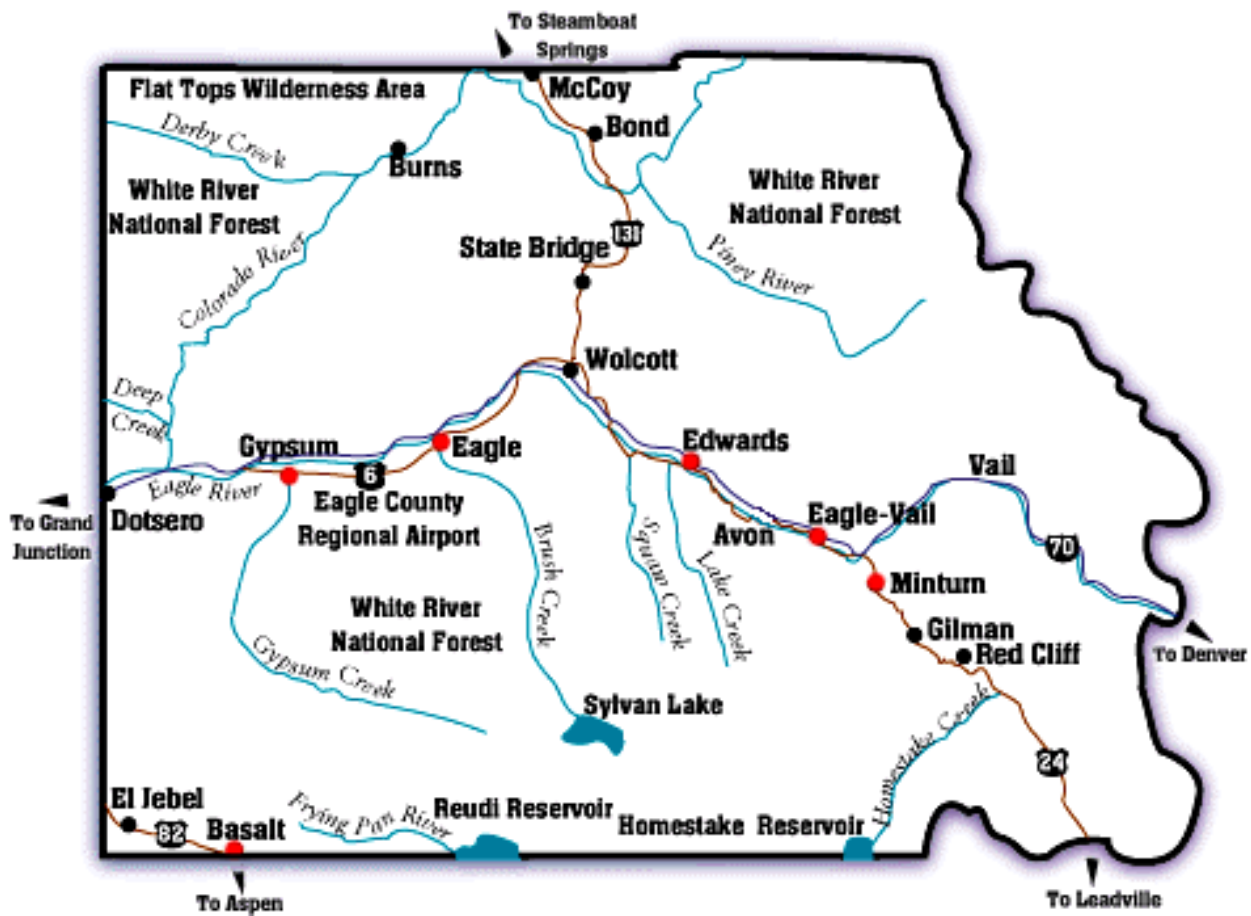 To Steamboat
Springs
McCoy
Flat Tops Wilderness Area
Bond
Derby Creek
Burns
White River
National Forest
White River
National Forest
131
State Bridge
Piney River
Colorado River
Wolcott
Deep
Creek
Gypsum
Eagle
Edwards
Vail
6
Eagle River
Eagle County
Regional Airport
To Grand
Junction
Dotsero
Avon
Eagle-Vail
70
Brush Creek
Squaw Creek
Lake Creek
Minturn
White River
National Forest
Gilman
Red Cliff
To Denver
Gypsum Creek
Sylvan Lake
Homestake Creek
24
El Jebel
82
Basalt
Frying Pan River
Reudi Reservoir
Homestake Reservoir
To Aspen
To Leadville